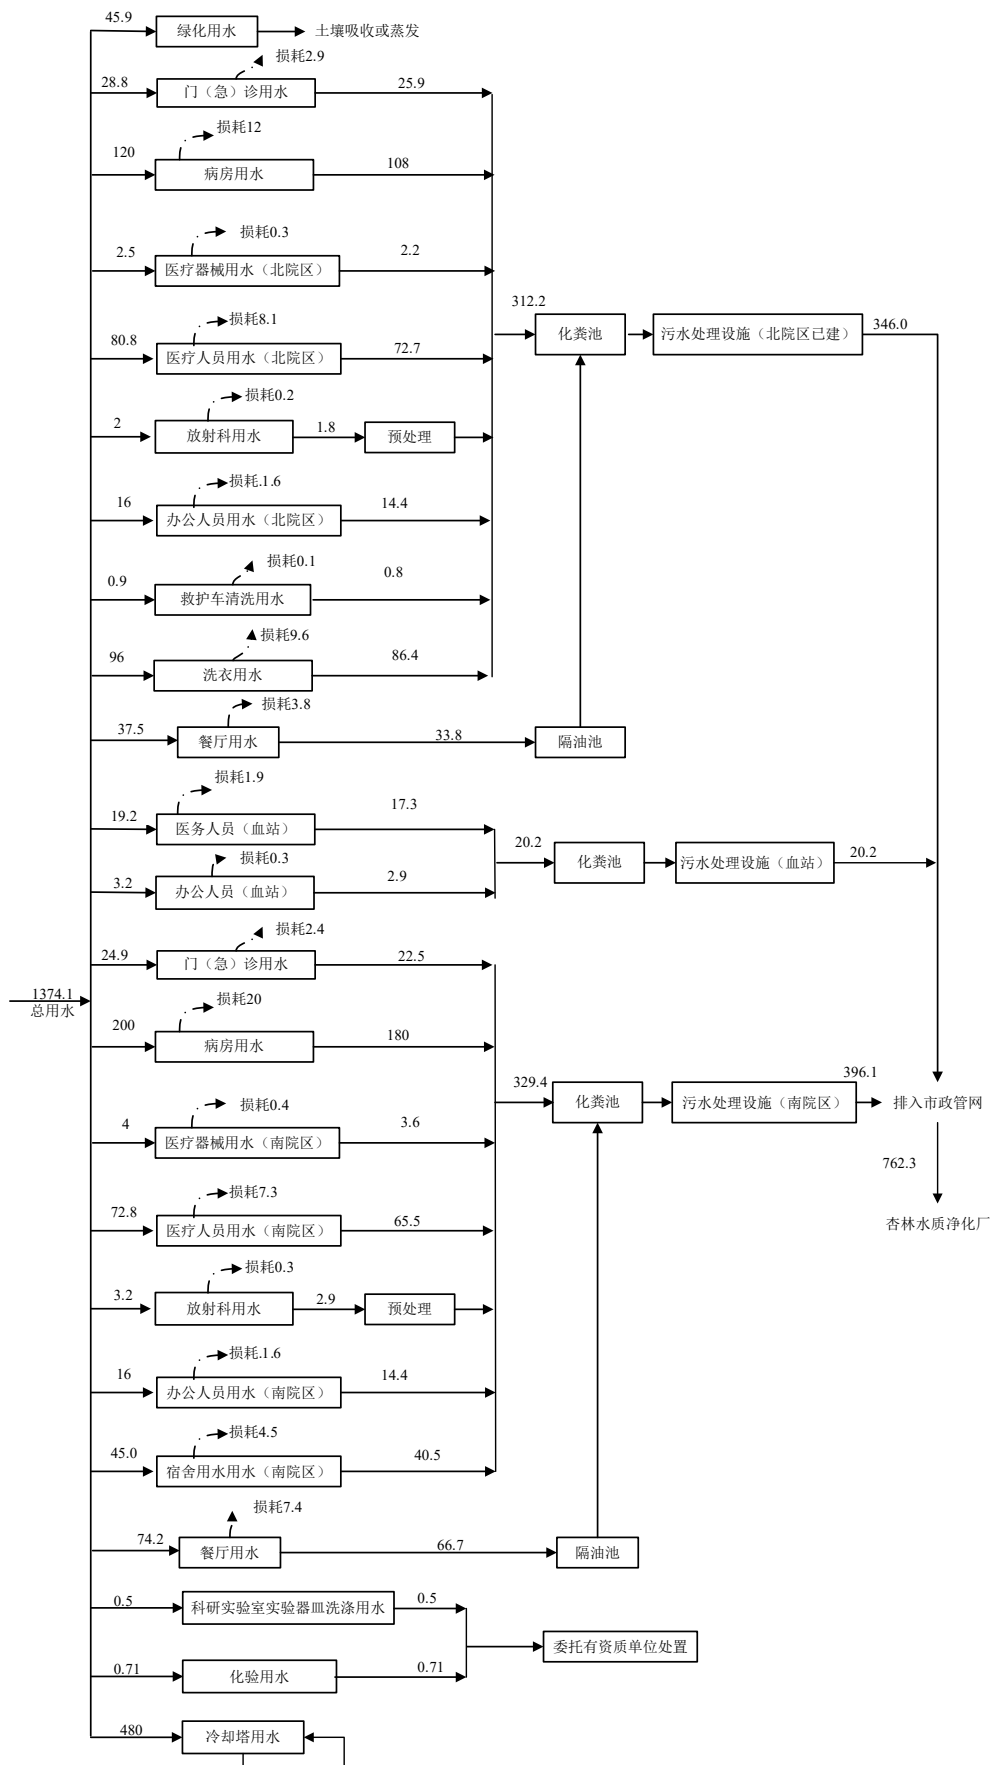 45.9
绿化用水
土壤吸收或蒸发
损耗2.9
28.8
门（急）诊用水
25.9
损耗12
120
病房用水
108
损耗0.3
2.5
医疗器械用水（北院区）
2.2
损耗8.1
80.8
医疗人员用水（北院区）
72.7
312.2
化粪池
污水处理设施（北院区已建）
346.0
损耗0.2
2
放射科用水
1.8
预处理
损耗.1.6
16
办公人员用水（北院区）
14.4
损耗0.1
0.9
救护车清洗用水
0.8
损耗9.6
96
洗衣用水
86.4
损耗3.8
37.5
餐厅用水
33.8
隔油池
损耗1.9
19.2
医务人员（血站）
17.3
20.2
化粪池
污水处理设施（血站）
20.2
损耗0.3
3.2
办公人员（血站）
2.9
损耗2.4
24.9
门（急）诊用水
22.5
1374.1
总用水
损耗20
200
病房用水
180
329.4
化粪池
污水处理设施（南院区）
396.1
排入市政管网
损耗0.4
4
医疗器械用水（南院区）
3.6
762.3
杏林水质净化厂
损耗7.3
72.8
医疗人员用水（南院区）
65.5
损耗0.3
3.2
放射科用水
2.9
预处理
损耗.1.6
16
办公人员用水（南院区）
14.4
损耗4.5
45.0
宿舍用水用水（南院区）
40.5
损耗7.4
74.2
餐厅用水
66.7
隔油池
0.5
科研实验室实验器皿洗涤用水
0.5
委托有资质单位处置
0.71
化验用水
0.71
480
冷却塔用水